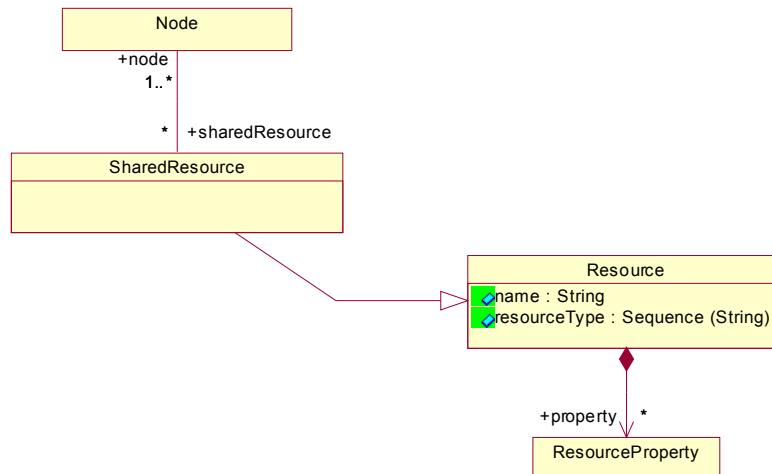 Node
+node
1..*
* +sharedResource
SharedResource
Resource
name : String
resourceType : Sequence (String)
+property *
ResourceProperty